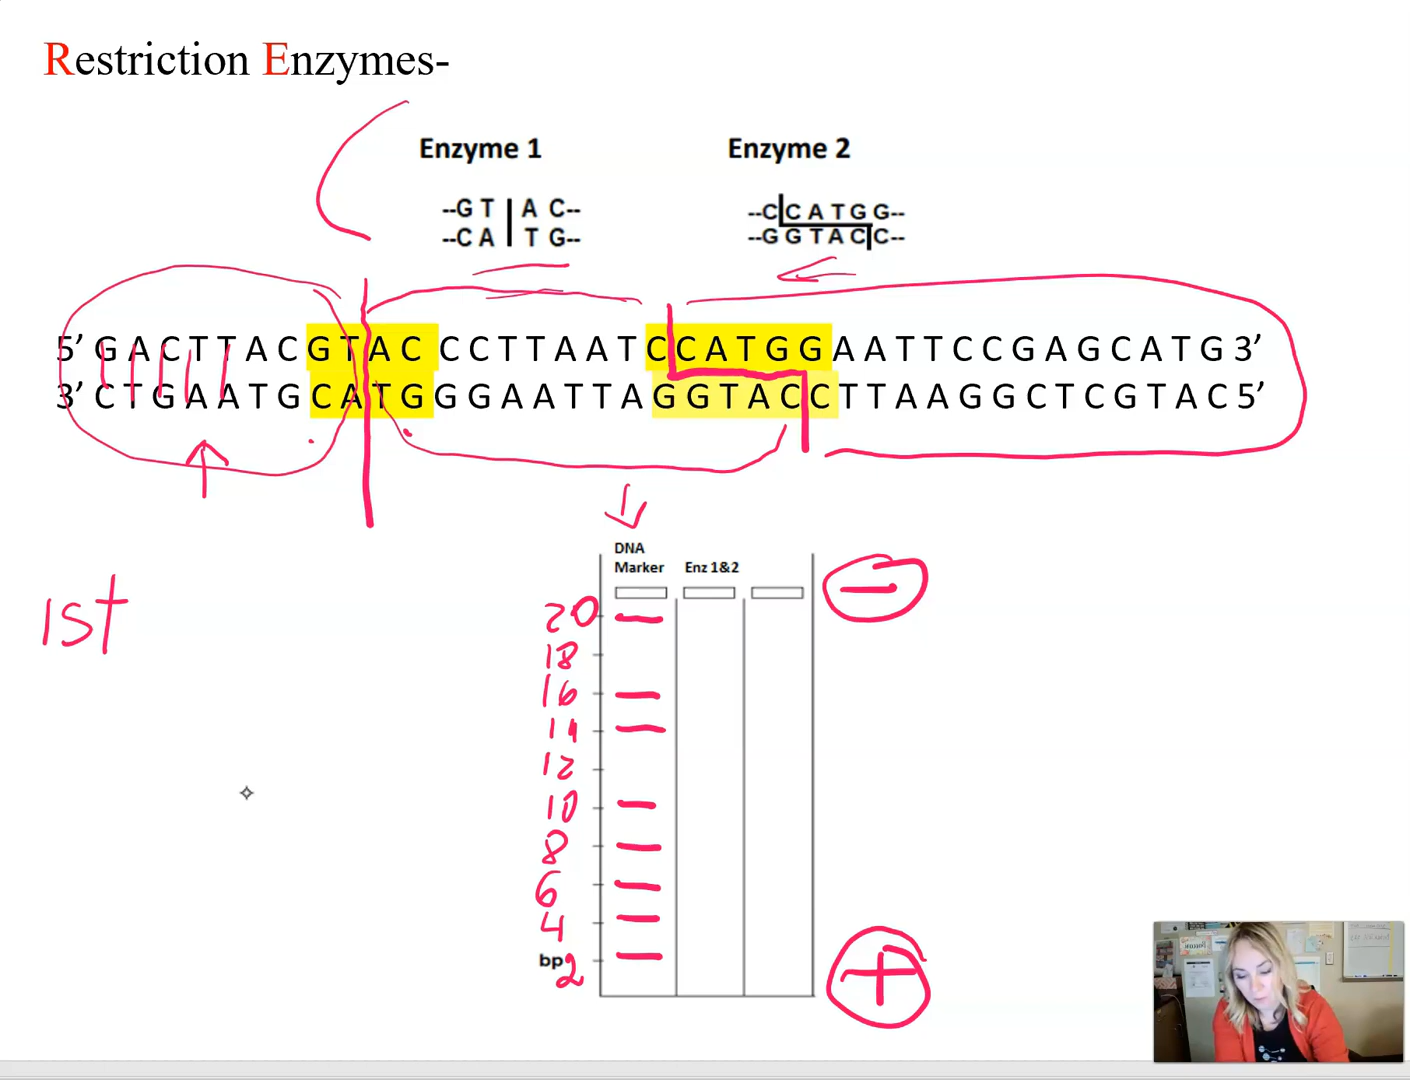 Restriction Enzymes-
Enzyme 1 Enzyme 2
--G T A C-- --C C A T G G--
--C A T G-- --G G T A C C--
5’ G A C T T A C G T A C C C T T A A T C C A T G G A A T T C C G A G C A T G 3’
3’ C T G A A T G C A T G G G A A T T A G G T A C C T T A A G G C T C G T A C 5’
DNA
Marker Enz 1&2
1st
20
18
16
14
12
10
8
6
4
bp 2
−
+